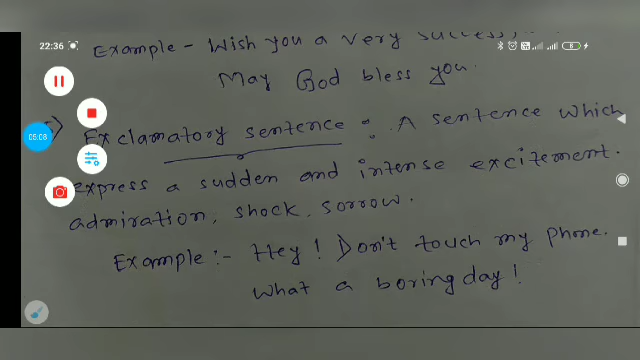 22:36
Example - Wish you a very success,
May God bless you.
05:08
Exclamatory sentence : A sentence which
express a sudden and intense excitement.
admiration, shock, sorrow.
Example :- Hey ! Don't touch my phone.
What a boring day !